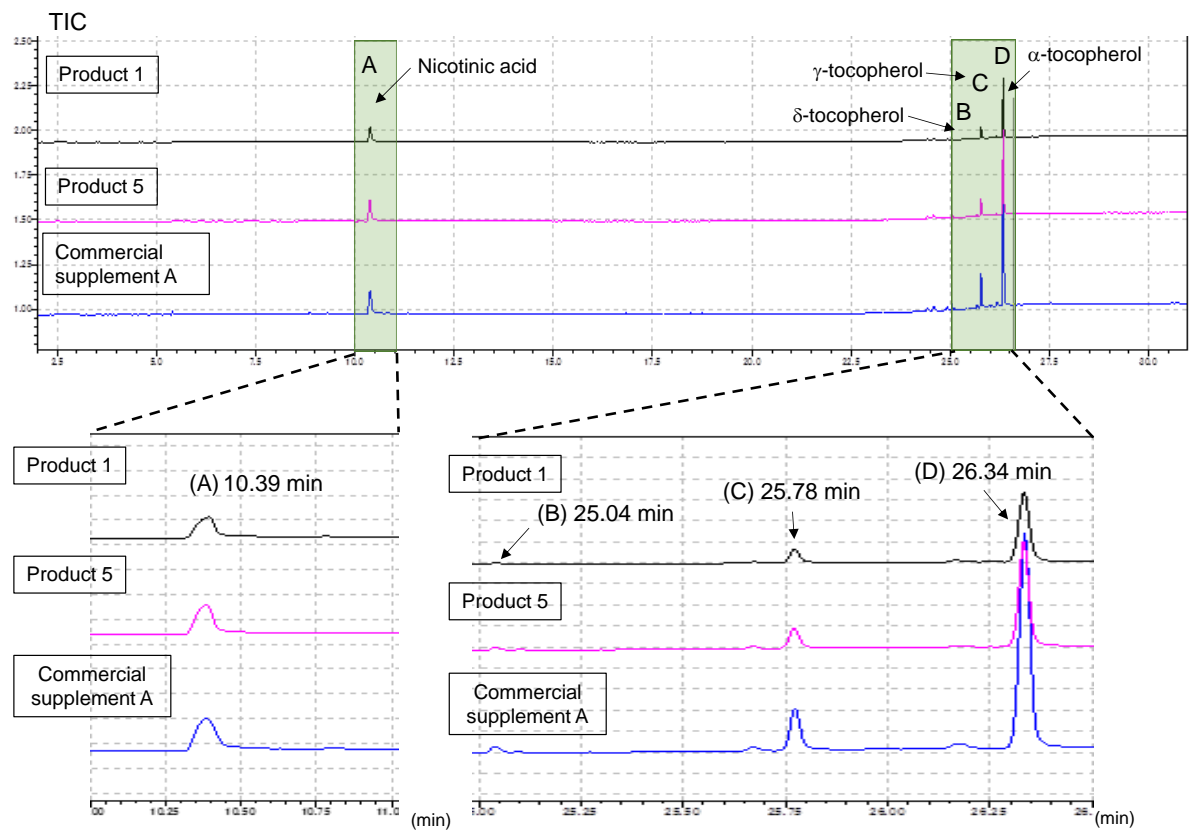 TIC
2.50
Product 1
A
Nicotinic acid
γ-tocopherol
D
α-tocopherol
C
δ-tocopherol
B
2.00
Product 5
1.75
1.50
Commercial
supplement A
1.00
2.5 5.0 7.5 10.0 12.5 15.0 17.5 20.0 22.5 25.0 27.5 30.0
Product 1
(A) 10.39 min
Product 5
Commercial
supplement A
00 10.25 10.50 10.75 11.0
(min)
Product 1
(B) 25.04 min
(C) 25.78 min
(D) 26.34 min
Product 5
Commercial
supplement A
25.25 25.50 25.75 26.00 26.25
(min)